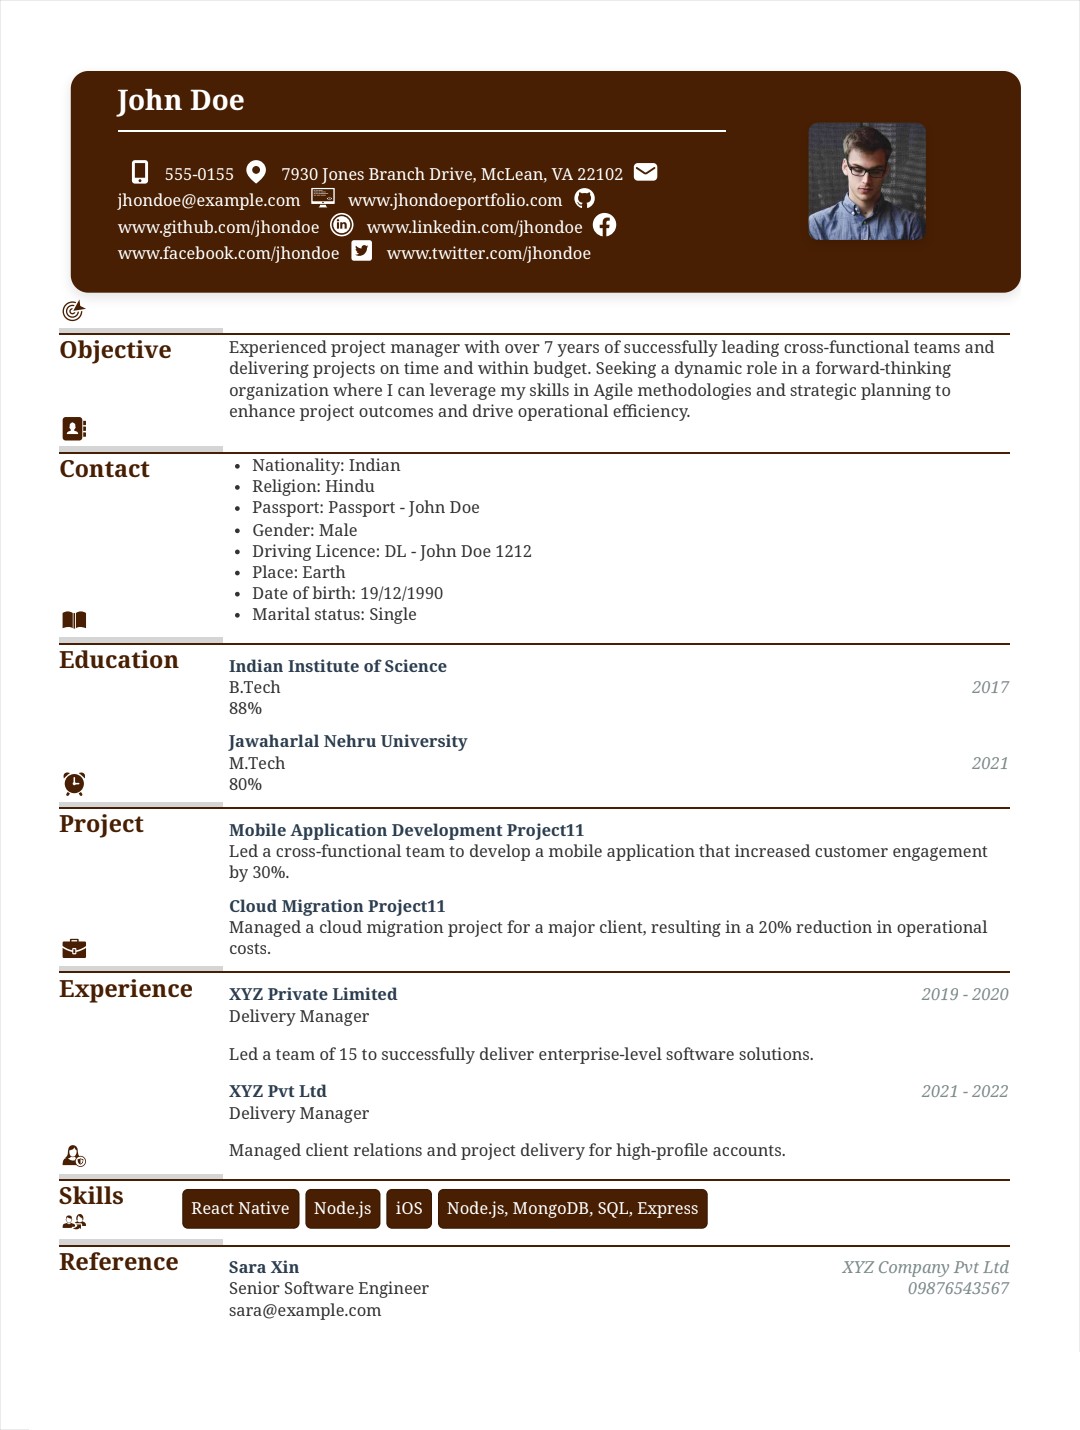 John Doe
555-0155 7930 Jones Branch Drive, McLean, VA 22102
jhondoe@example.com www.jhondoeportfolio.com
www.github.com/jhondoe www.linkedin.com/jhondoe
www.facebook.com/jhondoe www.twitter.com/jhondoe
Objective
Experienced project manager with over 7 years of successfully leading cross-functional teams and
delivering projects on time and within budget. Seeking a dynamic role in a forward-thinking
organization where I can leverage my skills in Agile methodologies and strategic planning to
enhance project outcomes and drive operational efficiency.
Contact
• Nationality: Indian
• Religion: Hindu
• Passport: Passport - John Doe
• Gender: Male
• Driving Licence: DL - John Doe 1212
• Place: Earth
• Date of birth: 19/12/1990
• Marital status: Single
Education
Indian Institute of Science
B.Tech 2017
88%
Jawaharlal Nehru University
M.Tech 2021
80%
Project
Mobile Application Development Project11
Led a cross-functional team to develop a mobile application that increased customer engagement
by 30%.
Cloud Migration Project11
Managed a cloud migration project for a major client, resulting in a 20% reduction in operational
costs.
Experience
XYZ Private Limited 2019 - 2020
Delivery Manager
Led a team of 15 to successfully deliver enterprise-level software solutions.
XYZ Pvt Ltd 2021 - 2022
Delivery Manager
Managed client relations and project delivery for high-profile accounts.
Skills
React Native Node.js iOS Node.js, MongoDB, SQL, Express
Reference
Sara Xin XYZ Company Pvt Ltd
Senior Software Engineer 09876543567
sara@example.com